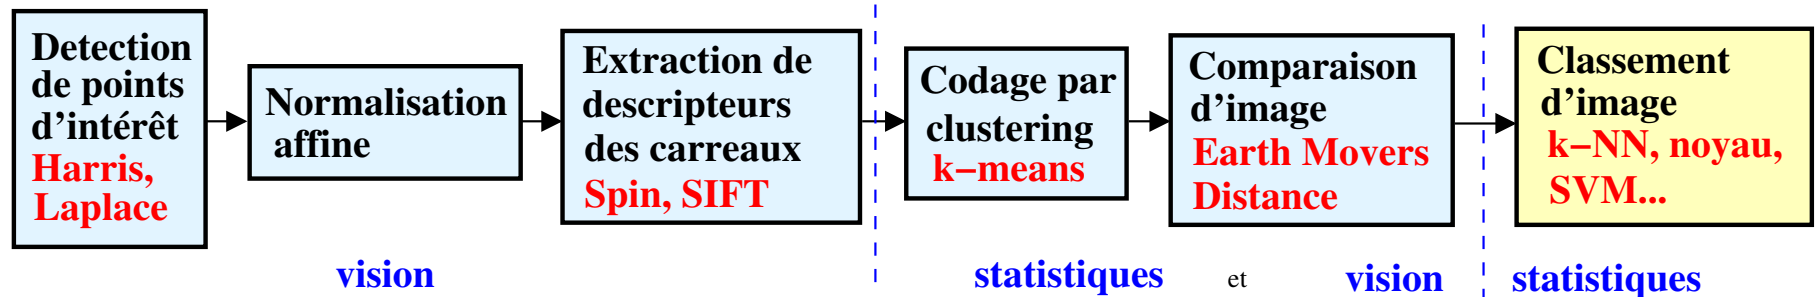 Detection
de points
d'intérêt
Harris,
Laplace
Normalisation
affine
Extraction de
descripteurs
des carreaux
Spin, SIFT
Codage par
clustering
k−means
Comparaison
d'image
Earth Movers
Distance
Classement
d'image
k−NN, noyau,
SVM...
vision
statistiques et vision
statistiques